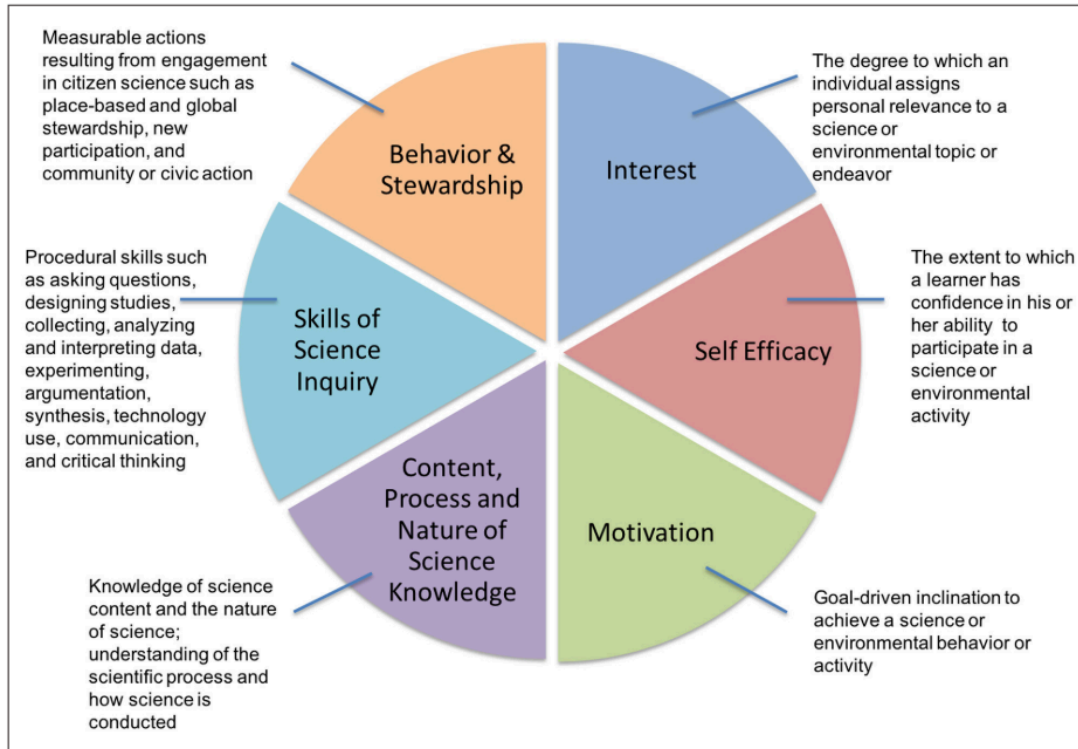 Measurable actions
resulting from engagement
in citizen science such as
place-based and global
stewardship, new
participation, and
community or civic action
Behavior &
Stewardship
Interest
The degree to which an
individual assigns
personal relevance to a
science or
environmental topic or
endeavor
Procedural skills such
as asking questions,
designing studies,
collecting, analyzing
and interpreting data,
experimenting,
argumentation,
synthesis, technology
use, communication,
and critical thinking
Skills of
Science
Inquiry
Self Efficacy
The extent to which
a learner has
confidence in his or
her ability to
participate in a
science or
environmental
activity
Content,
Process and
Nature of
Science
Knowledge
Motivation
Knowledge of science
content and the nature
of science;
understanding of the
scientific process and
how science is
conducted
Goal-driven inclination to
achieve a science or
environmental behavior or
activity